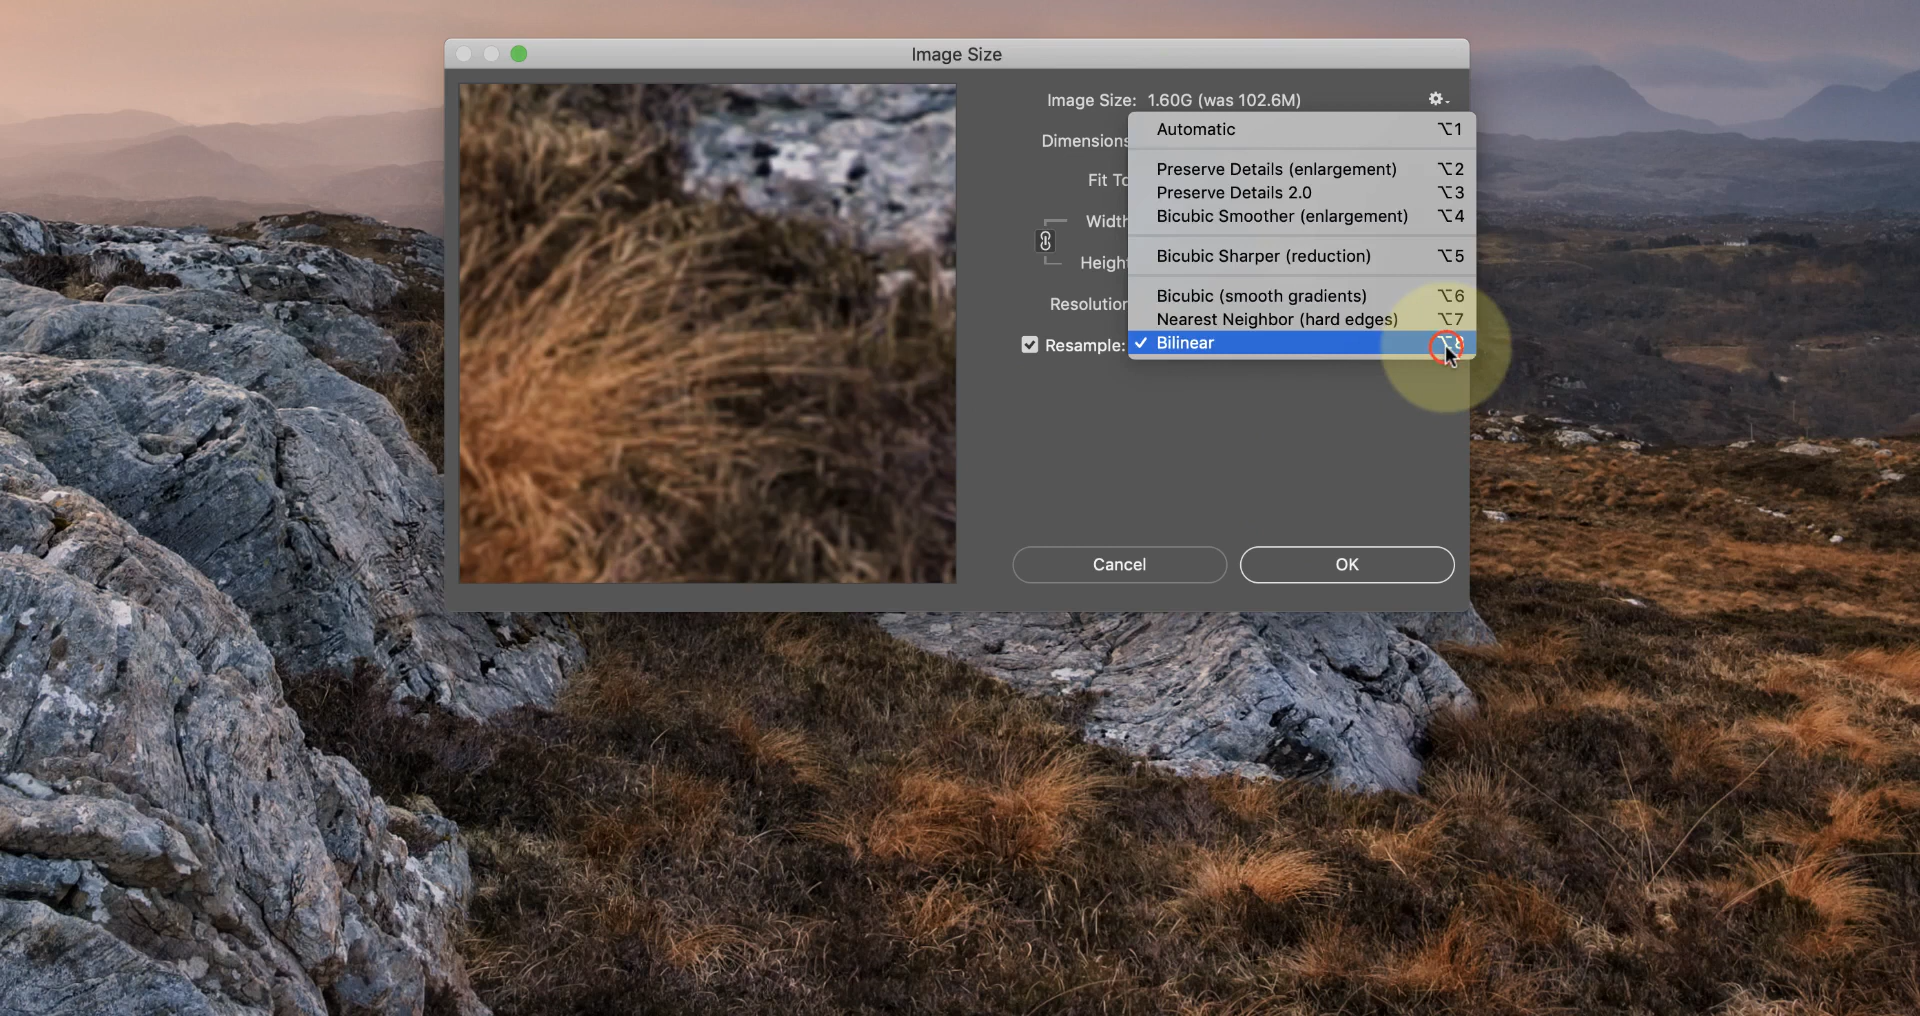 Image Size
Image Size: 1.60G (was 102.6M)
Dimensions
Automatic ⌥1
Preserve Details (enlargement) ⌥2
Fit To
Preserve Details 2.0 ⌥3
Bicubic Smoother (enlargement) ⌥4
Width
Bicubic Sharper (reduction) ⌥5
Height
Bicubic (smooth gradients) ⌥6
Resolution
Nearest Neighbor (hard edges) ⌥7
Resample: ✓ Bilinear ⌥8
Cancel
OK